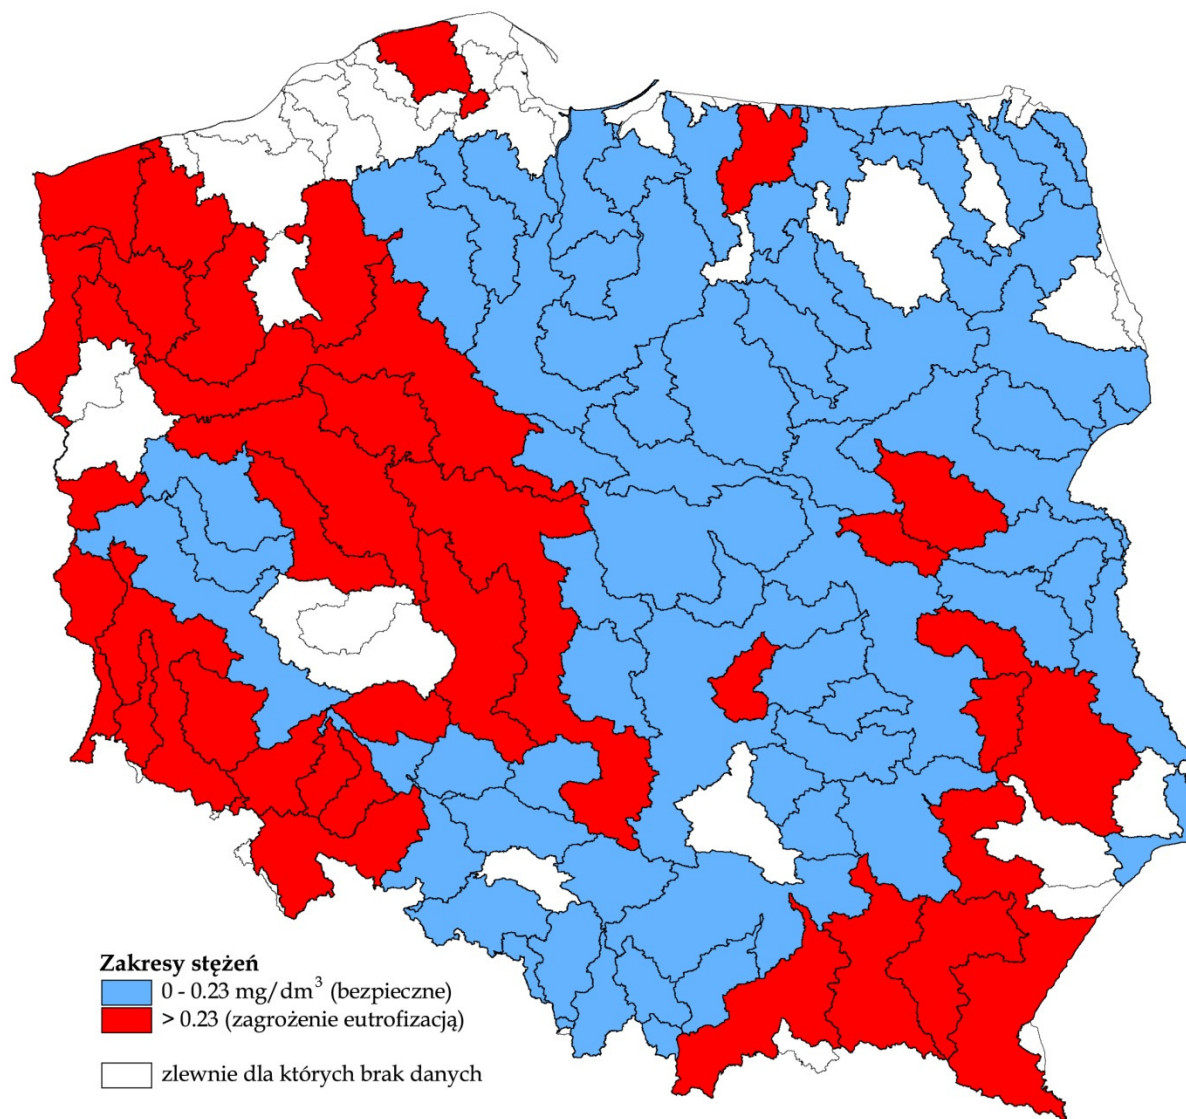 Zakresy stężeń
0 - 0.23 mg/dm³ (bezpieczne)
> 0.23 (zagrożenie eutrofizacją)
zlewnie dla których brak danych